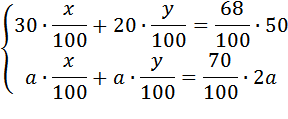 30 · x/100 + 20 · y/100 = 68/100 · 50
a · x/100 + a · y/100 = 70/100 · 2a